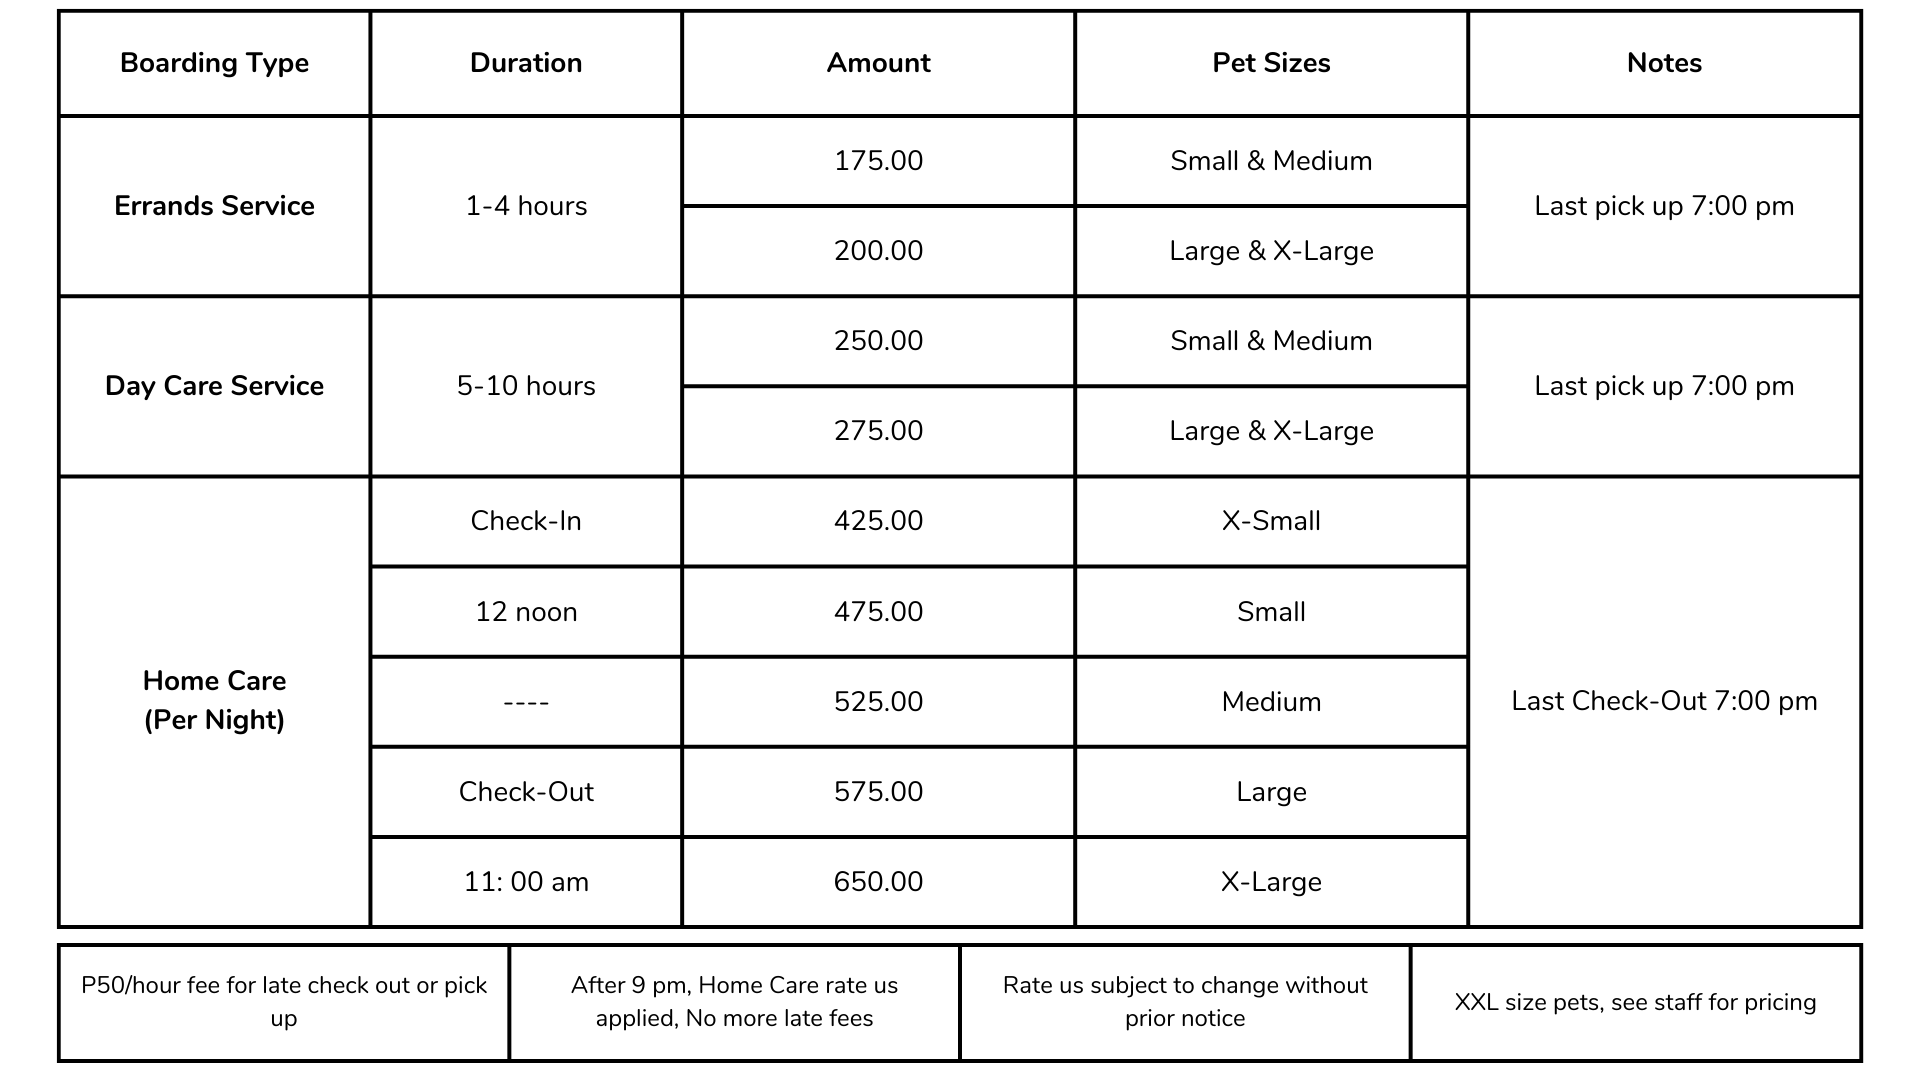 Boarding Type Duration Amount Pet Sizes Notes
Errands Service 1-4 hours 175.00 Small & Medium Last pick up 7:00 pm
200.00 Large & X-Large
Day Care Service 5-10 hours 250.00 Small & Medium Last pick up 7:00 pm
275.00 Large & X-Large
Home Care
(Per Night)
Check-In 425.00 X-Small
12 noon 475.00 Small
---- 525.00 Medium
Check-Out 575.00 Large
11: 00 am 650.00 X-Large
Last Check-Out 7:00 pm
P50/hour fee for late check out or pick
up
After 9 pm, Home Care rate us
applied, No more late fees
Rate us subject to change without
prior notice
XXL size pets, see staff for pricing